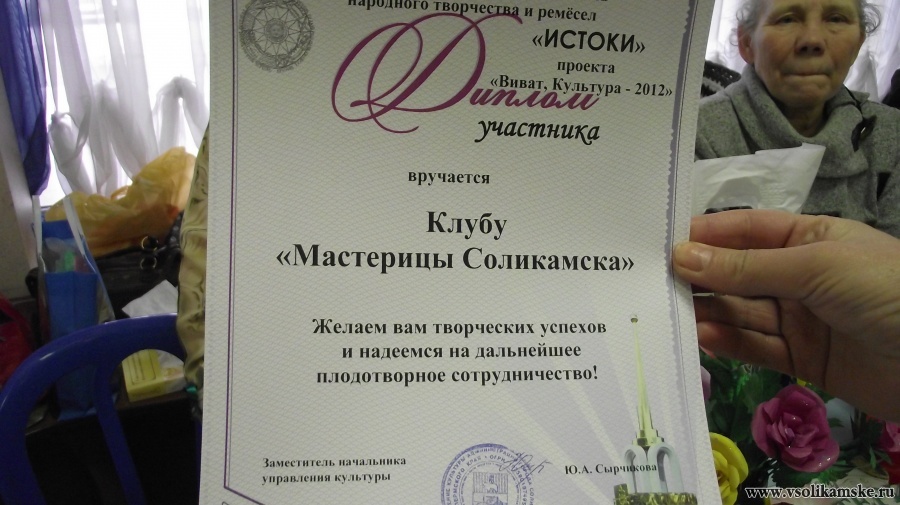 народного творчества и ремёсел
«ИСТОКИ»
проекта
«Виват, Культура - 2012»
Диплом
участника
вручается
Клубу
«Мастерицы Соликамска»
Желаем вам творческих успехов
и надеемся на дальнейшее
плодотворное сотрудничество!
Заместитель начальника
управления культуры
Ю.А. Сырчикова
www.vsolikamske.ru